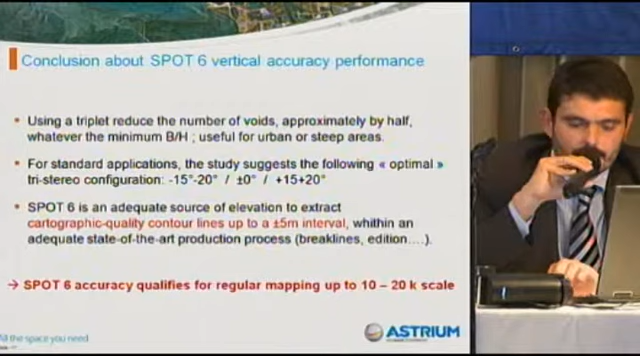 Conclusion about SPOT 6 vertical accuracy performance
• Using a triplet reduce the number of voids, approximately by half,
whatever the minimum B/H ; useful for urban or steep areas.
• For standard applications, the study suggests the following « optimal »
tri-stereo configuration: -15°-20° / ±0° / +15+20°
• SPOT 6 is an adequate source of elevation to extract
cartographic-quality contour lines up to a ±5m interval, whithin an
adequate state-of-the-art production process (breaklines, edition….).
→ SPOT 6 accuracy qualifies for regular mapping up to 10 – 20 k scale
All the space you need
ASTRIUM